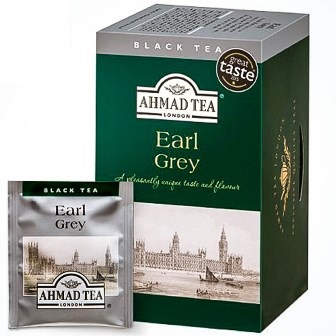 BLACK TEA
great
taste
AHMAD TEA®
LONDON
Earl
Grey
A pleasantly unique taste and flavour
BLACK TEA
Earl
Grey
AHMAD TEA
LONDON